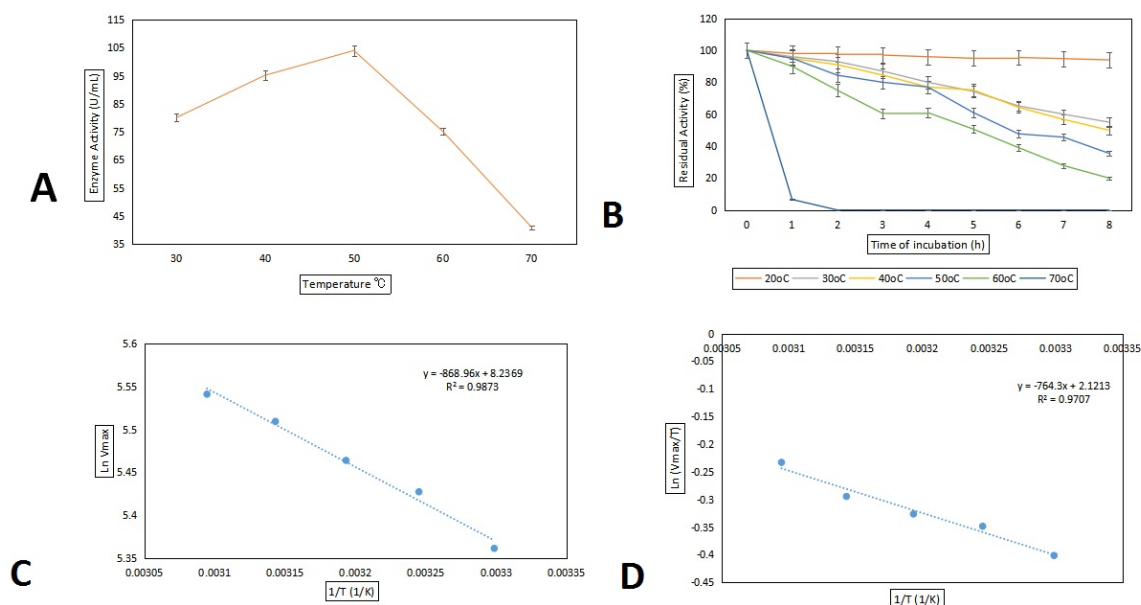 A
Enzyme Activity (U/mL)
115
105
95
85
75
65
55
45
35
30 40 50 60 70
Temperature °C
B
Residual Activity (%)
120
100
80
60
40
20
0
0 1 2 3 4 5 6 7 8
Time of incubation (h)
20oC 30oC 40oC 50oC 60oC 70oC
C
Ln Vmax
5.6
5.55
5.5
5.45
5.4
5.35
y = -868.96x + 8.2369
R² = 0.9873
0.00305 0.0031 0.00315 0.0032 0.00325 0.0033 0.00335
1/T (1/K)
D
Ln (Vmax/T)
0
0.00305 0.0031 0.00315 0.0032 0.00325 0.0033 0.00335
-0.05
-0.1
-0.15
-0.2
-0.25
-0.3
-0.35
-0.4
-0.45
y = -764.3x + 2.1213
R² = 0.9707
1/T (1/K)